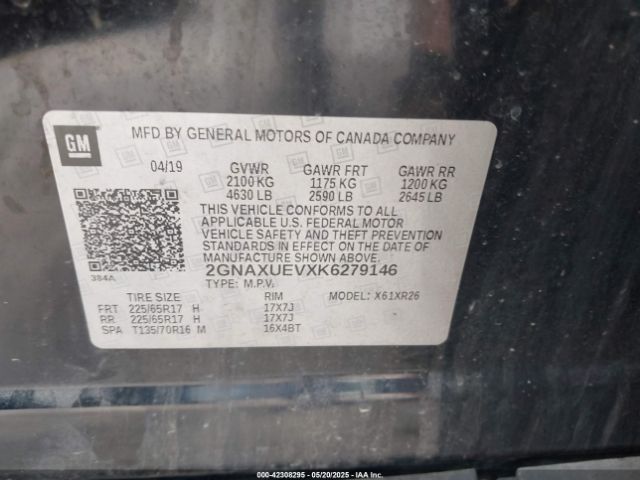 GM
MFD BY GENERAL MOTORS OF CANADA COMPANY
04/19 GVWR GAWR FRT GAWR RR
2100 KG 1175 KG 1200 KG
4630 LB 2590 LB 2645 LB
THIS VEHICLE CONFORMS TO ALL
APPLICABLE U.S. FEDERAL MOTOR
VEHICLE SAFETY AND THEFT PREVENTION
STANDARDS IN EFFECT ON THE DATE OF
MANUFACTURE SHOWN ABOVE.
384A 2GNAXUEVXK6279146
TYPE: M.P.V. MODEL: X61XR26
TIRE SIZE RIM
FRT 225/65R17 H 17X7J
RR 225/65R17 H 17X7J
SPA T135/70R16 M 16X4BT
000-42308295 - 05/20/2025 - IAAI.COM